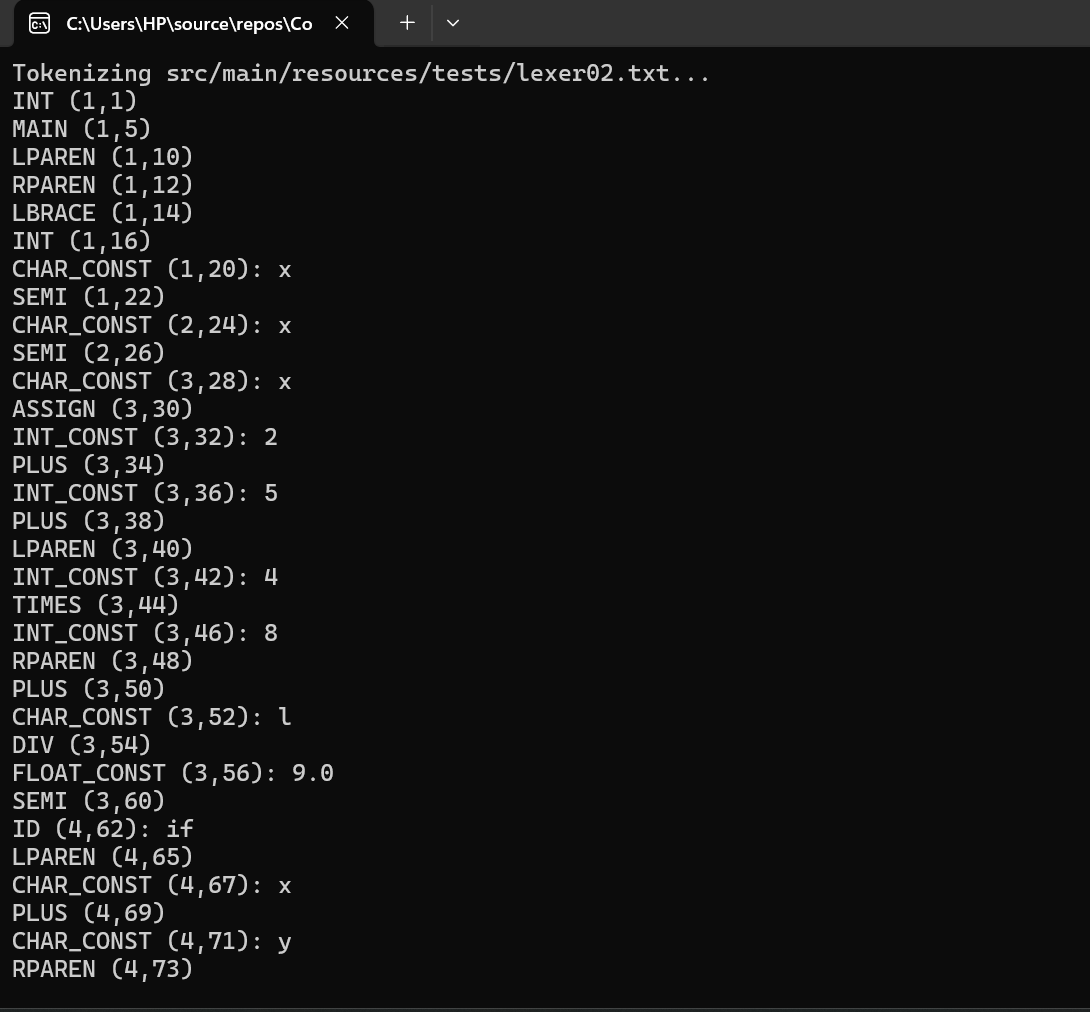 C:\Users\HP\source\repos\Co
Tokenizing src/main/resources/tests/lexer02.txt...
INT (1,1)
MAIN (1,5)
LPAREN (1,10)
RPAREN (1,12)
LBRACE (1,14)
INT (1,16)
CHAR_CONST (1,20): x
SEMI (1,22)
CHAR_CONST (2,24): x
SEMI (2,26)
CHAR_CONST (3,28): x
ASSIGN (3,30)
INT_CONST (3,32): 2
PLUS (3,34)
INT_CONST (3,36): 5
PLUS (3,38)
LPAREN (3,40)
INT_CONST (3,42): 4
TIMES (3,44)
INT_CONST (3,46): 8
RPAREN (3,48)
PLUS (3,50)
CHAR_CONST (3,52): l
DIV (3,54)
FLOAT_CONST (3,56): 9.0
SEMI (3,60)
ID (4,62): if
LPAREN (4,65)
CHAR_CONST (4,67): x
PLUS (4,69)
CHAR_CONST (4,71): y
RPAREN (4,73)